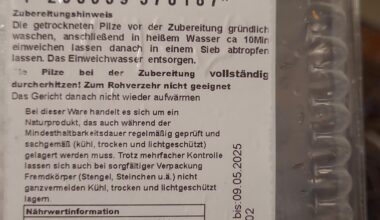 Zubereitungshinweis
Die getrockneten Pilze vor der Zubereitung gründlich
waschen, anschließend in heißem Wasser ca 10Min
einweichen lassen danach in einem Sieb abtropfen
lassen. Das Einweichwasser entsorgen.
Die Pilze bei der Zubereitung vollständig
durcherhitzen! Zum Rohverzehr nicht geeignet
Das Gericht danach nicht wieder aufwärmen
Bei dieser Ware handelt es sich um ein
Naturprodukt, das auch während der
Mindesthalbarkeitsdauer regelmäßig geprüft und
sachgemäß (kühl, trocken und lichtgeschützt)
gelagert werden muss. Trotz mehrfacher Kontrolle
lassen sich auch bei sorgfältiger Verpackung
Fremdkörper (Stengel, Steinchen u.ä.) nicht
ganzvermeiden Kühl, trocken und lichtgeschützt
lagern.
Nährwertinformation
bis:09.05.2025